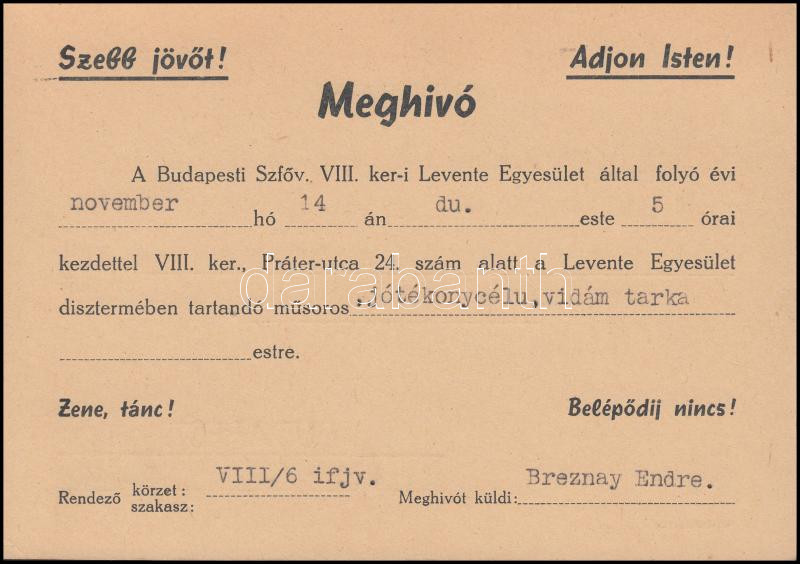 Szebb jövőt! Adjon Isten!
Meghivó
A Budapesti Szfőv. VIII. ker-i Levente Egyesület által folyó évi
november hó 14 án du. este 5 órai
kezdettel VIII. ker., Práter-utca 24. szám alatt a Levente Egyesület
darabanth
disztermében tartandó műsoros jótékonycélu,vidám tarka
estre.
Zene, tánc! Belépődij nincs!
VIII/6 ifjv. Breznay Endre.
Rendező körzet: Meghivót küldi:
szakasz: